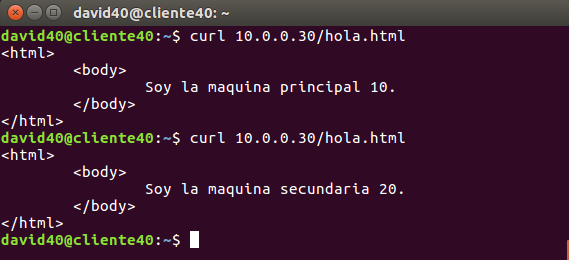 david40@cliente40: ~
david40@cliente40:~$ curl 10.0.0.30/hola.html
<html>
        <body>
                Soy la maquina principal 10.
        </body>
</html>
david40@cliente40:~$ curl 10.0.0.30/hola.html
<html>
        <body>
                Soy la maquina secundaria 20.
        </body>
</html>
david40@cliente40:~$